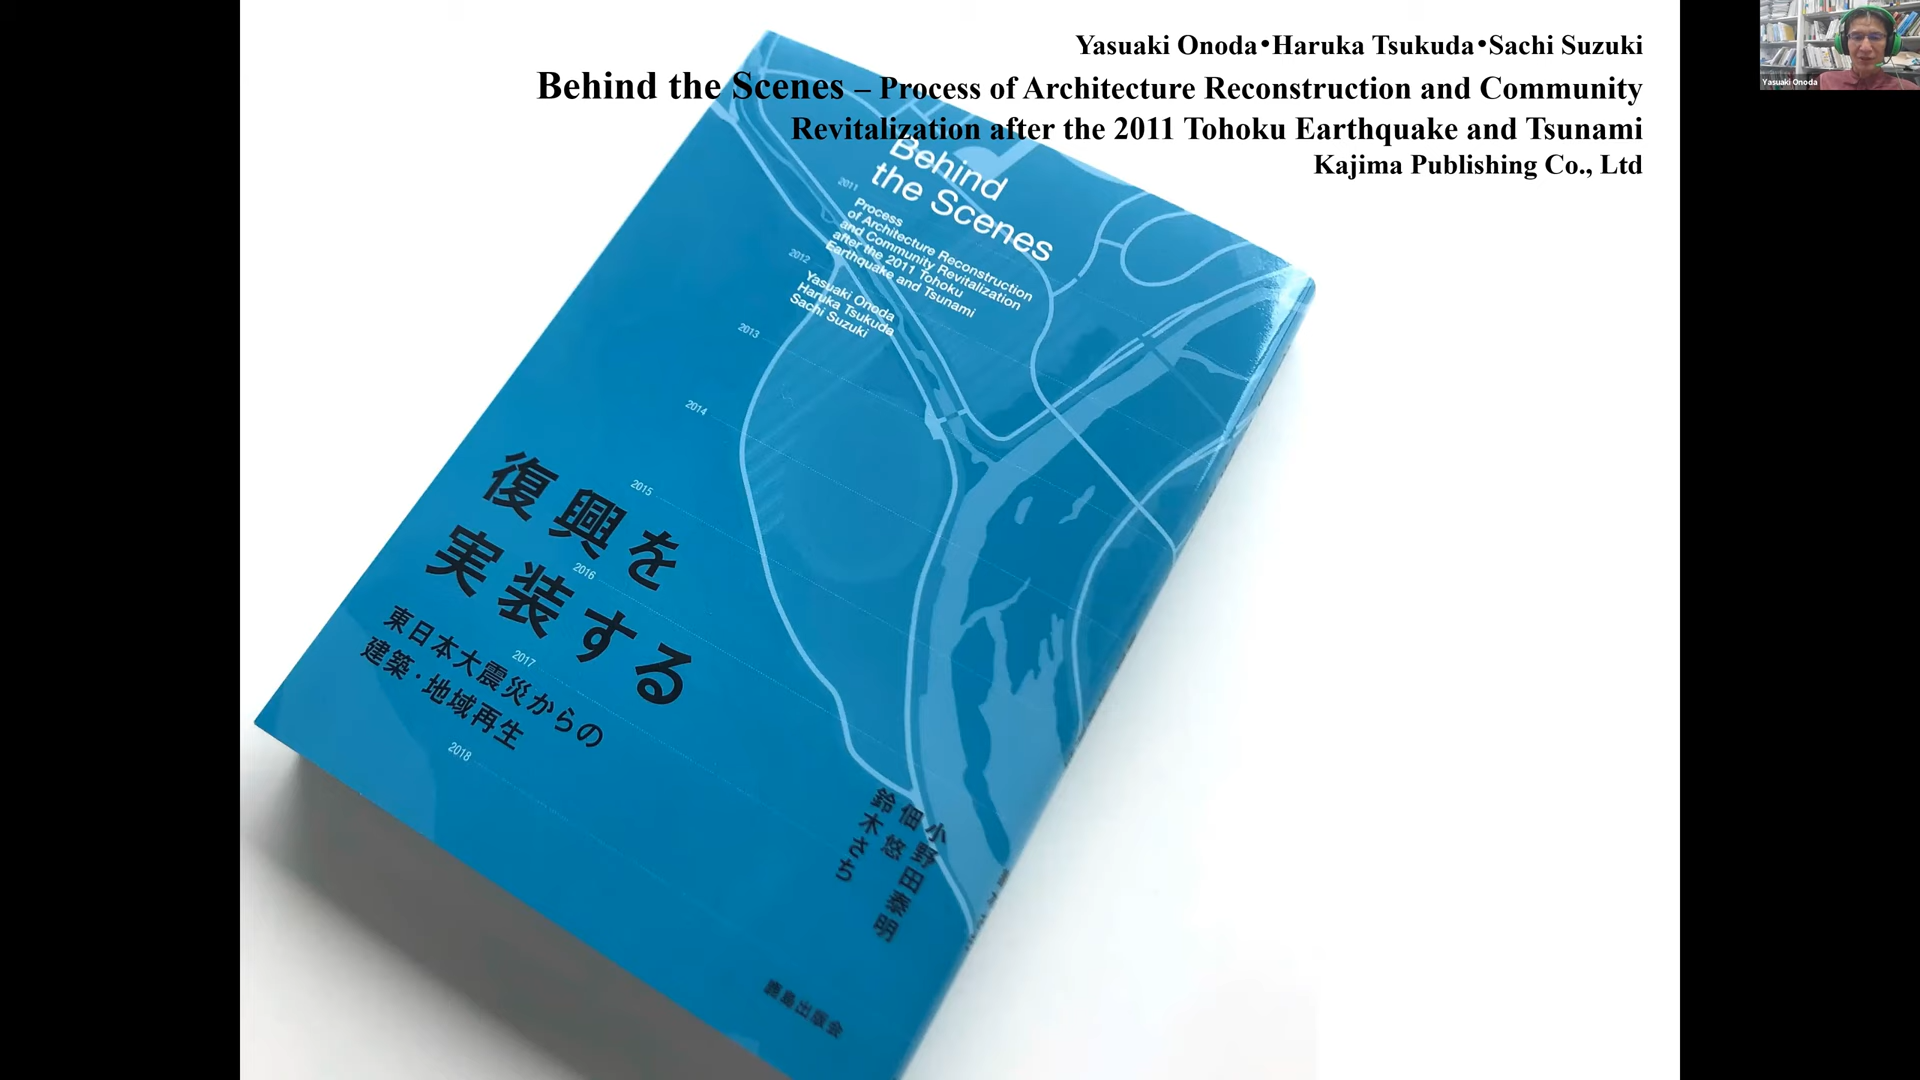 Yasuaki Onoda•Haruka Tsukuda•Sachi Suzuki
Behind the Scenes – Process of Architecture Reconstruction and Community
Revitalization after the 2011 Tohoku Earthquake and Tsunami
Kajima Publishing Co., Ltd
Yasuaki Onoda
Behind
the Scenes
2011
Process
of Architecture Reconstruction
and Community Revitalization
after the 2011 Tohoku
Earthquake and Tsunami
2012
Yasuaki Onoda
Haruka Tsukuda
Sachi Suzuki
2013
2014
2015
復興を
2016
実装する
2017
東日本大震災からの
建築・地域再生
2018
小野田泰明
佃悠
鈴木さち
鹿島出版会